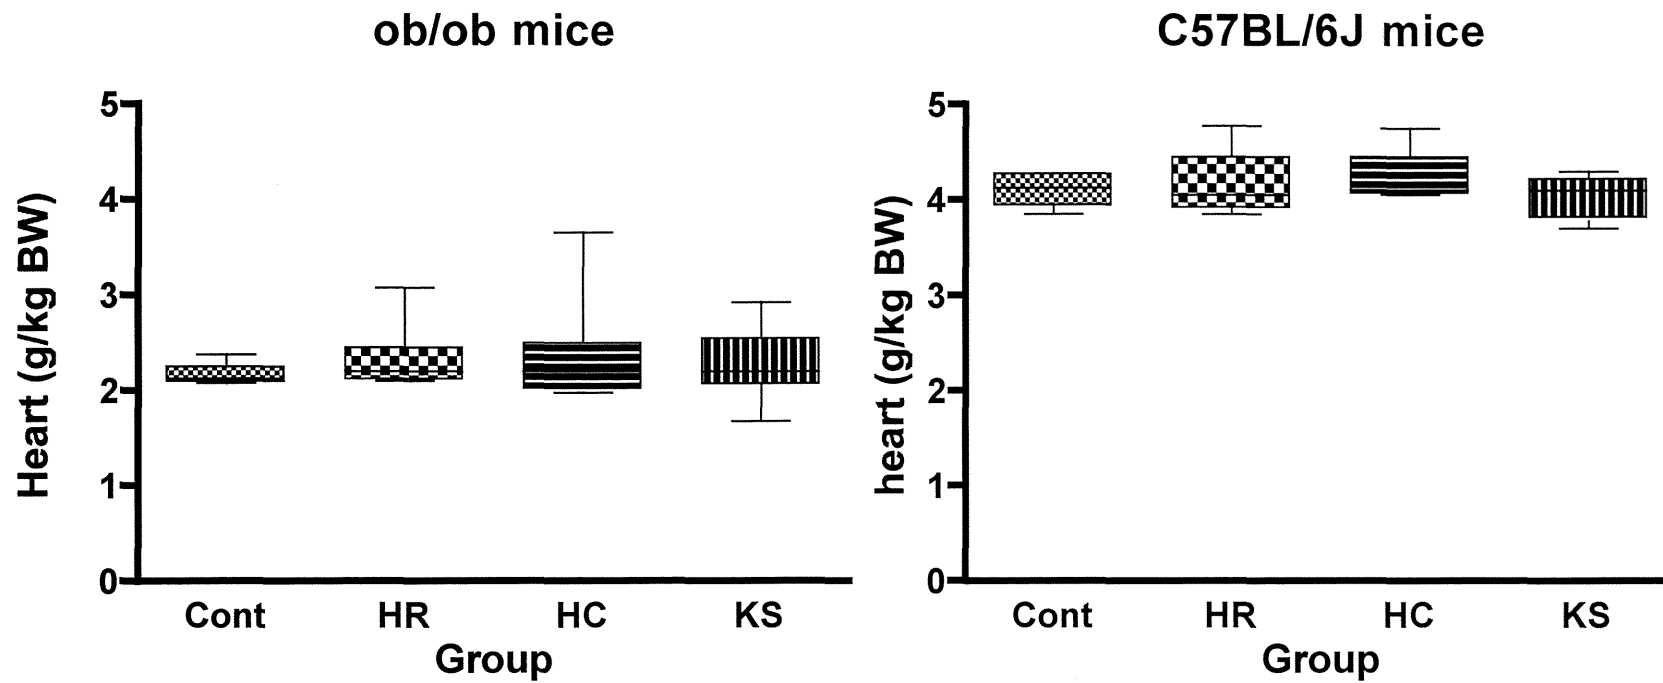 ob/ob mice
Heart (g/kg BW)
5
4
3
2
1
0
Cont HR HC KS
Group
C57BL/6J mice
heart (g/kg BW)
5
4
3
2
1
0
Cont HR HC KS
Group